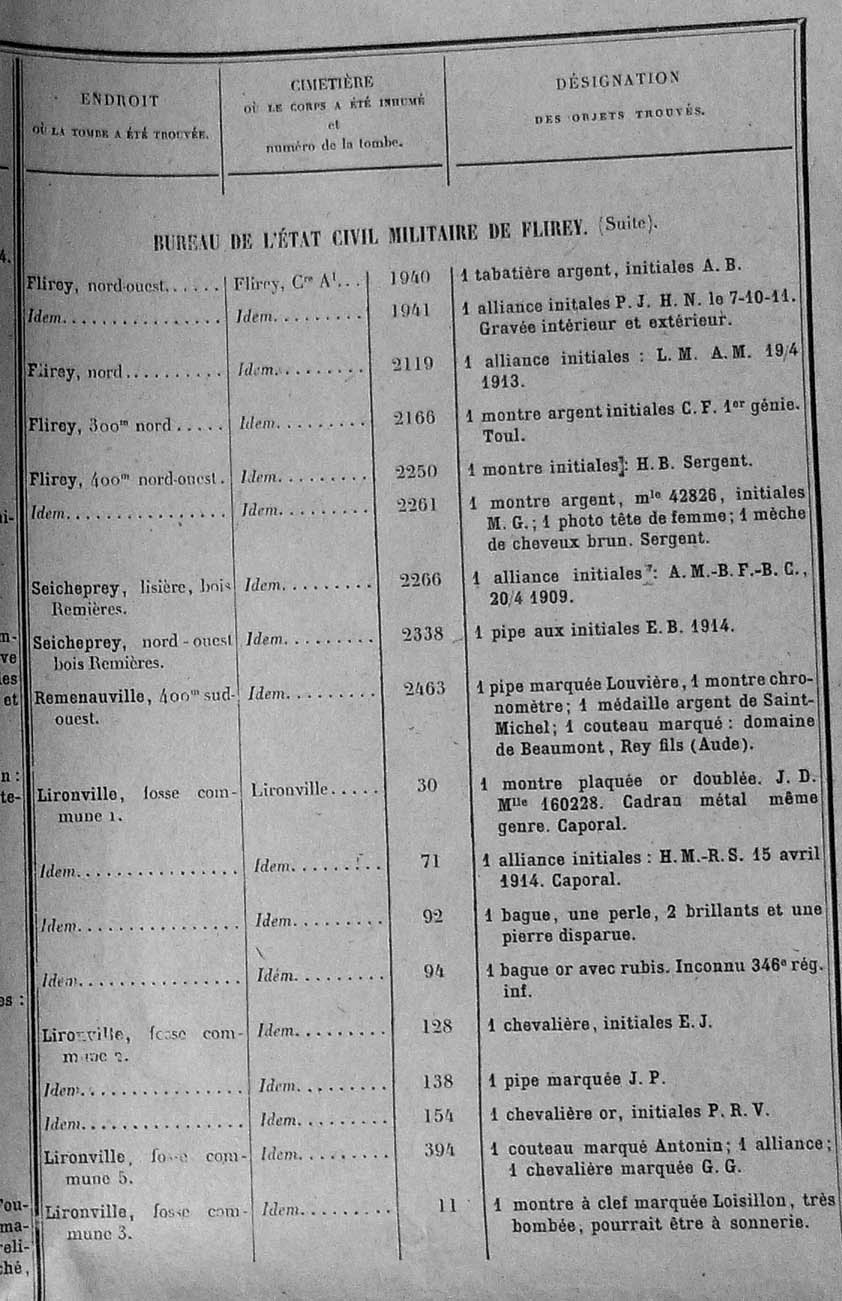 ENDROIT
OÙ LA TOMBE A ÉTÉ TROUVÉE.
CIMETIÈRE
OÙ LE CORPS A ÉTÉ INHUMÉ
et
numéro de la tombe.
DÉSIGNATION
DES OBJETS TROUVÉS.
BUREAU DE L'ÉTAT CIVIL MILITAIRE DE FLIREY. (Suite).
Flirey, nord-ouest...... Flirey, Cre At... 1940 1 tabatière argent, initiales A. B.
Idem................ Idem......... 1941 1 alliance initales P. J. H. N. le 7-10-11.
Gravée intérieur et extérieur.
Flirey, nord.......... Idem......... 2119 1 alliance initiales : L. M. A. M. 19/4
1913.
Flirey, 300m nord ..... Idem......... 2166 1 montre argent initiales C. F. 1er génie.
Toul.
Flirey, 400m nord-ouest. Idem......... 2250 1 montre initiales : H. B. Sergent.
Idem................ Idem......... 2261 1 montre argent, mle 42826, initiales
M. G.; 1 photo tête de femme; 1 mèche
de cheveux brun. Sergent.
Seicheprey, lisière, bois Idem......... 2266 1 alliance initiales : A. M.-B. F.-B. C.,
Remières. 20/4 1909.
Seicheprey, nord-ouest Idem......... 2338 1 pipe aux initiales E. B. 1914.
bois Remières.
Remenauville, 400m sud- Idem......... 2463 1 pipe marquée Louvière, 1 montre chro-
ouest. nomètre; 1 médaille argent de Saint-
Michel; 1 couteau marqué : domaine
de Beaumont, Rey fils (Aude).
Lironville, fosse com- Lironville..... 30 1 montre plaquée or doublée. J. D.
mune 1. Mlle 160228. Cadran métal même
genre. Caporal.
Idem................ Idem......... 71 1 alliance initiales : H. M.-R. S. 15 avril
1914. Caporal.
Idem................ Idem......... 92 1 bague, une perle, 2 brillants et une
pierre disparue.
Idem................ Idém......... 94 1 bague or avec rubis. Inconnu 346e rég.
inf.
Lironville, fosse com- Idem......... 128 1 chevalière, initiales E. J.
mune 2.
Idem................ Idem......... 138 1 pipe marquée J. P.
Idem................ Idem......... 154 1 chevalière or, initiales P. R. V.
Lironville, fosse com- Idem......... 394 1 couteau marqué Antonin; 1 alliance;
mune 5. 1 chevalière marquée G. G.
Lironville, fosse com- Idem......... 11 1 montre à clef marquée Loisillon, très
mune 3. bombée, pourrait être à sonnerie.